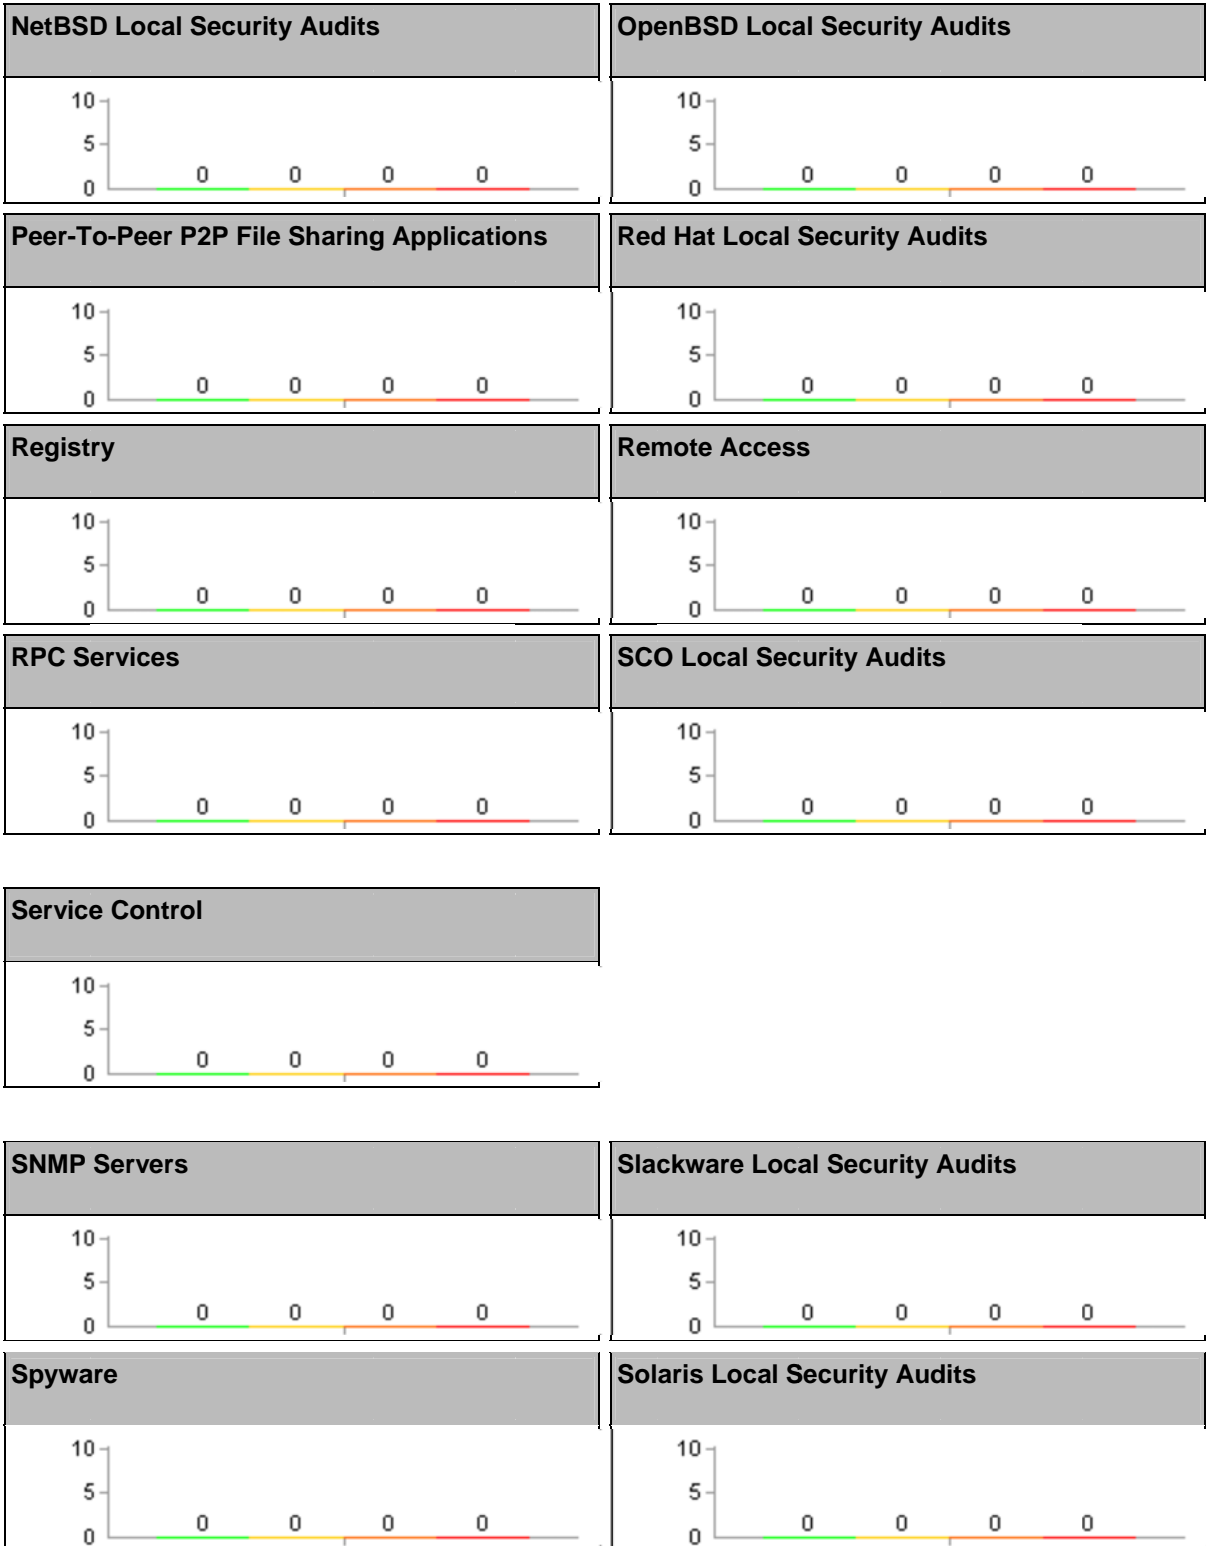 NetBSD Local Security Audits
10
5
0 0 0 0
0
OpenBSD Local Security Audits
10
5
0 0 0 0
0
Peer-To-Peer P2P File Sharing Applications
10
5
0 0 0 0
0
Red Hat Local Security Audits
10
5
0 0 0 0
0
Registry
10
5
0 0 0 0
0
Remote Access
10
5
0 0 0 0
0
RPC Services
10
5
0 0 0 0
0
SCO Local Security Audits
10
5
0 0 0 0
0
Service Control
10
5
0 0 0 0
0
SNMP Servers
10
5
0 0 0 0
0
Slackware Local Security Audits
10
5
0 0 0 0
0
Spyware
10
5
0 0 0 0
0
Solaris Local Security Audits
10
5
0 0 0 0
0